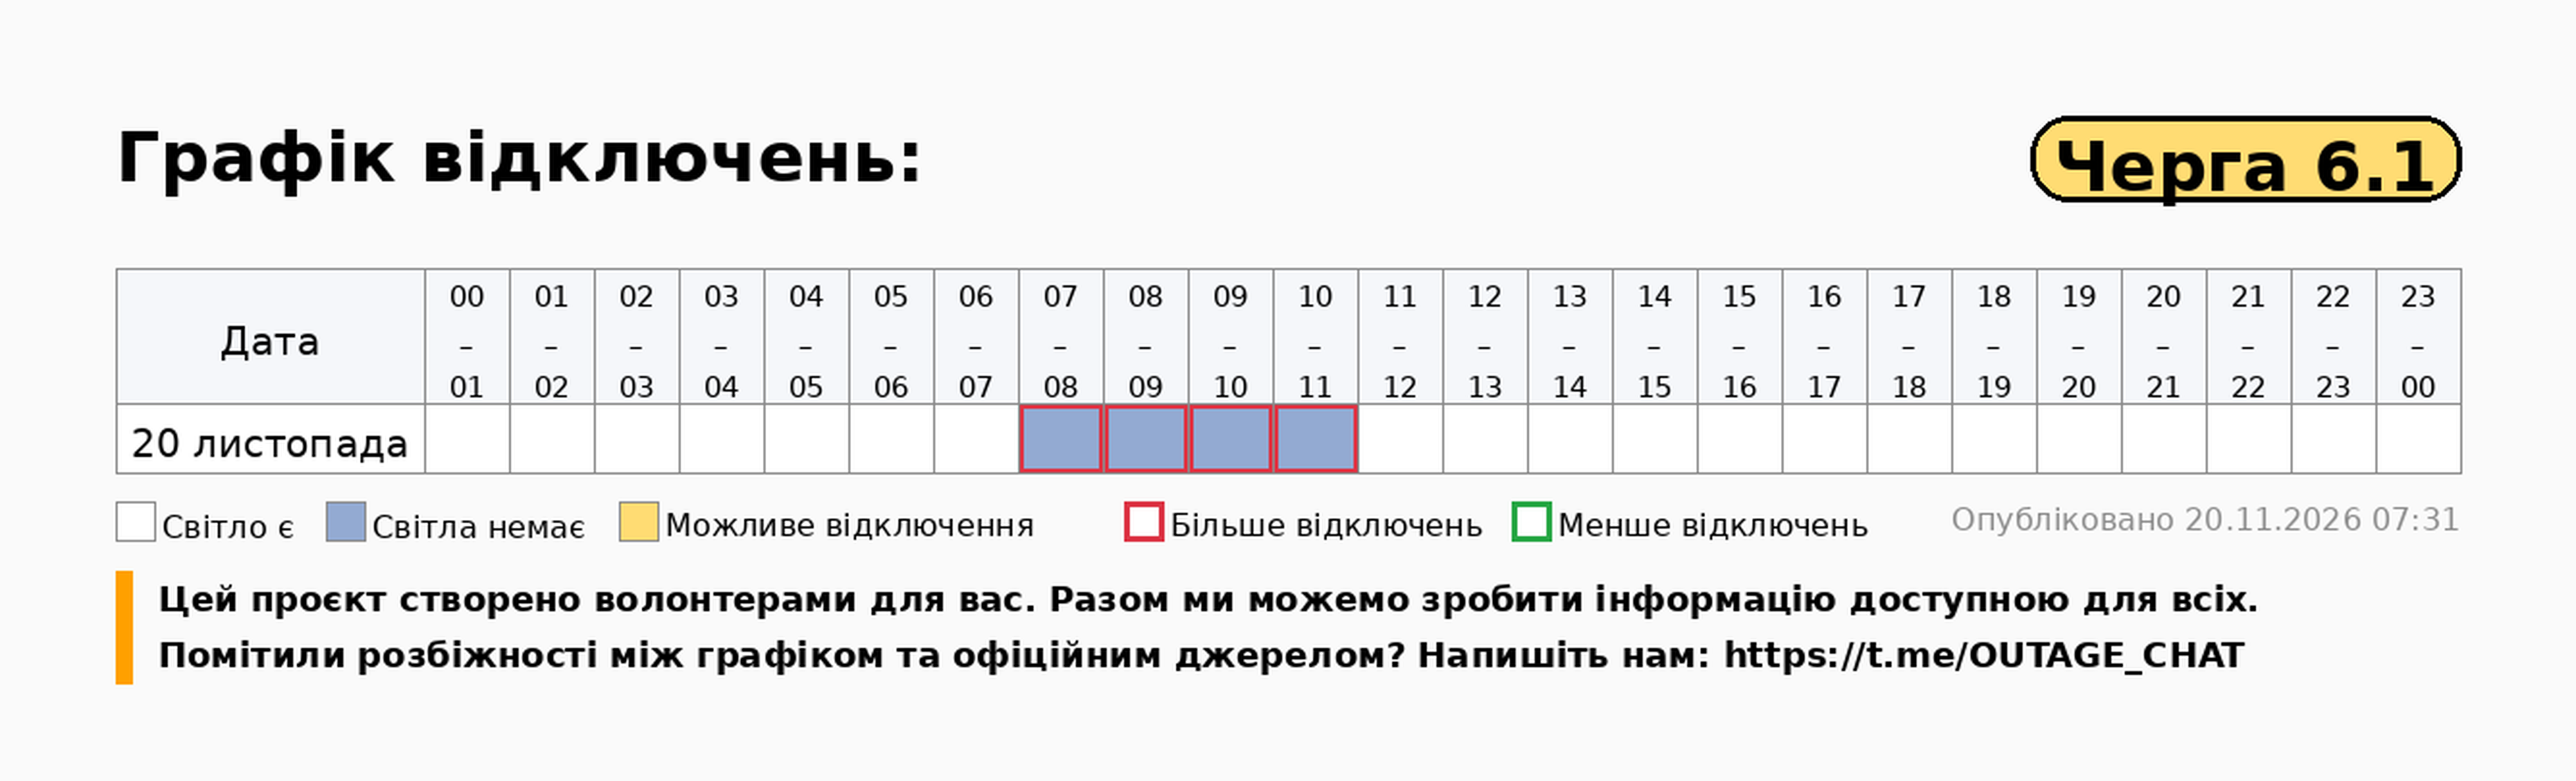 Графік відключень:
Черга 6.1
Дата
00 – 01
01 – 02
02 – 03
03 – 04
04 – 05
05 – 06
06 – 07
07 – 08
08 – 09
09 – 10
10 – 11
11 – 12
12 – 13
13 – 14
14 – 15
15 – 16
16 – 17
17 – 18
18 – 19
19 – 20
20 – 21
21 – 22
22 – 23
23 – 00
20 листопада
Світло є
Світла немає
Можливе відключення
Більше відключень
Менше відключень
Опубліковано 20.11.2026 07:31
Цей проєкт створено волонтерами для вас. Разом ми можемо зробити інформацію доступною для всіх.
Помітили розбіжності між графіком та офіційним джерелом? Напишіть нам: https://t.me/OUTAGE_CHAT